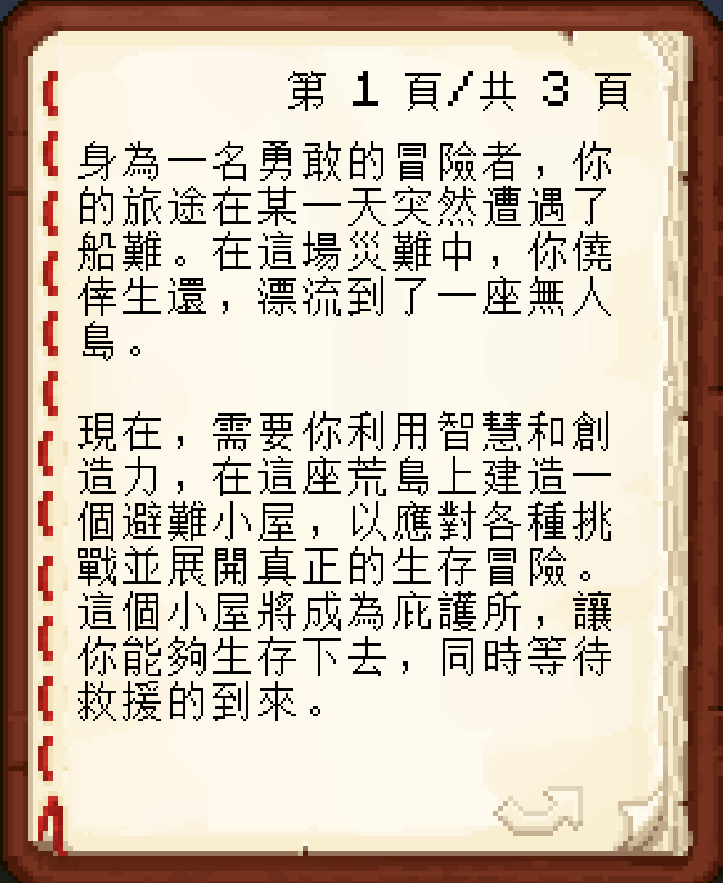 第 1 頁/共 3 頁
身為一名勇敢的冒險者，你
的旅途在某一天突然遭遇了
船難。在這場災難中，你僥
倖生還，漂流到了一座無人
島。
現在，需要你利用智慧和創
造力，在這座荒島上建造一
個避難小屋，以應對各種挑
戰並展開真正的生存冒險。
這個小屋將成為庇護所，讓
你能夠生存下去，同時等待
救援的到來。